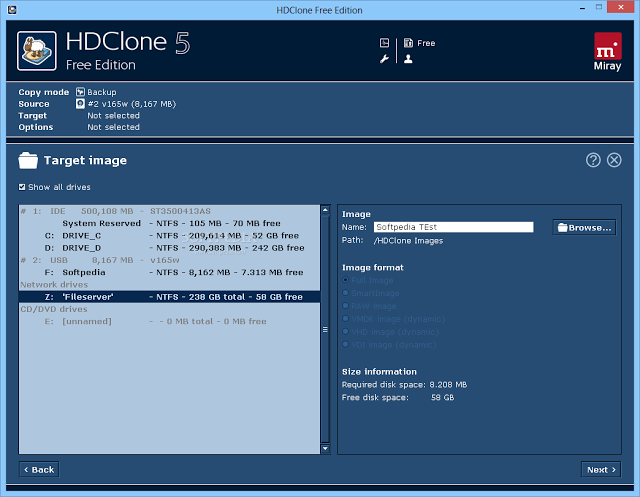 HDClone Free Edition
HDClone 5
Free Edition
Free
Miray
Copy mode Backup
Source #2 v165w (8,167 MB)
Target Not selected
Options Not selected
Target image
Show all drives
# 1: IDE 500,108 MB - ST3500413AS
System Reserved - NTFS - 105 MB - 70 MB free
C: DRIVE_C - NTFS - 209,614 MB - 52 GB free
D: DRIVE_D - NTFS - 290,383 MB - 242 GB free
# 2: USB 8,167 MB - v165w
F: Softpedia - NTFS - 8,162 MB - 7.313 MB free
Network drives
Z: 'Fileserver' - NTFS - 238 GB total - 58 GB free
CD/DVD drives
E: [unnamed] - - 0 MB total - 0 MB free
Image
Name: Softpedia TEst
Browse...
Path: /HDClone Images
Image format
Full image
SmartImage
RAW image
VMDK image (dynamic)
VHD image (dynamic)
VDI image (dynamic)
Size information
Required disk space: 8.208 MB
Free disk space: 58 GB
< Back
Next >